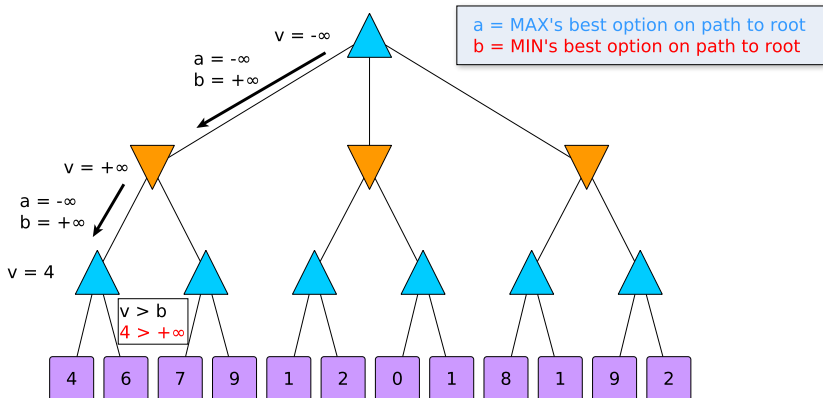 v = -∞
a = MAX's best option on path to root
b = MIN's best option on path to root
a = -∞
b = +∞
v = +∞
a = -∞
b = +∞
v = 4
v > b
4 > +∞
4 6 7 9 1 2 0 1 8 1 9 2